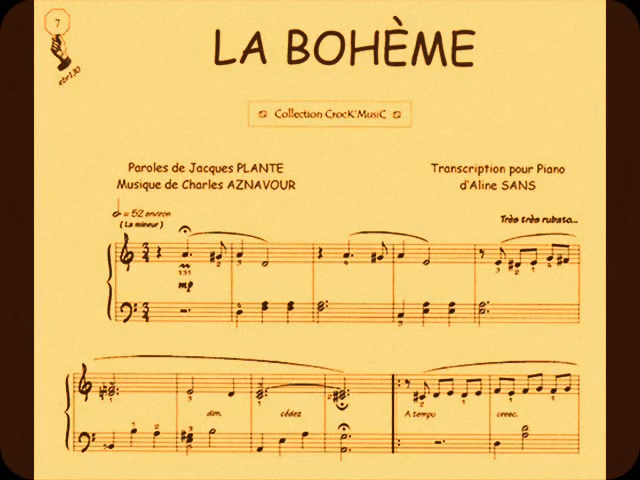 7
ebr130
LA BOHÈME
Collection CrocK'MusiC
Paroles de Jacques PLANTE
Musique de Charles AZNAVOUR
Transcription pour Piano
d'Aline SANS
= 52 environ
( La mineur )
Très très rubato...
mp
dim.
cédez
A tempo
cresc.